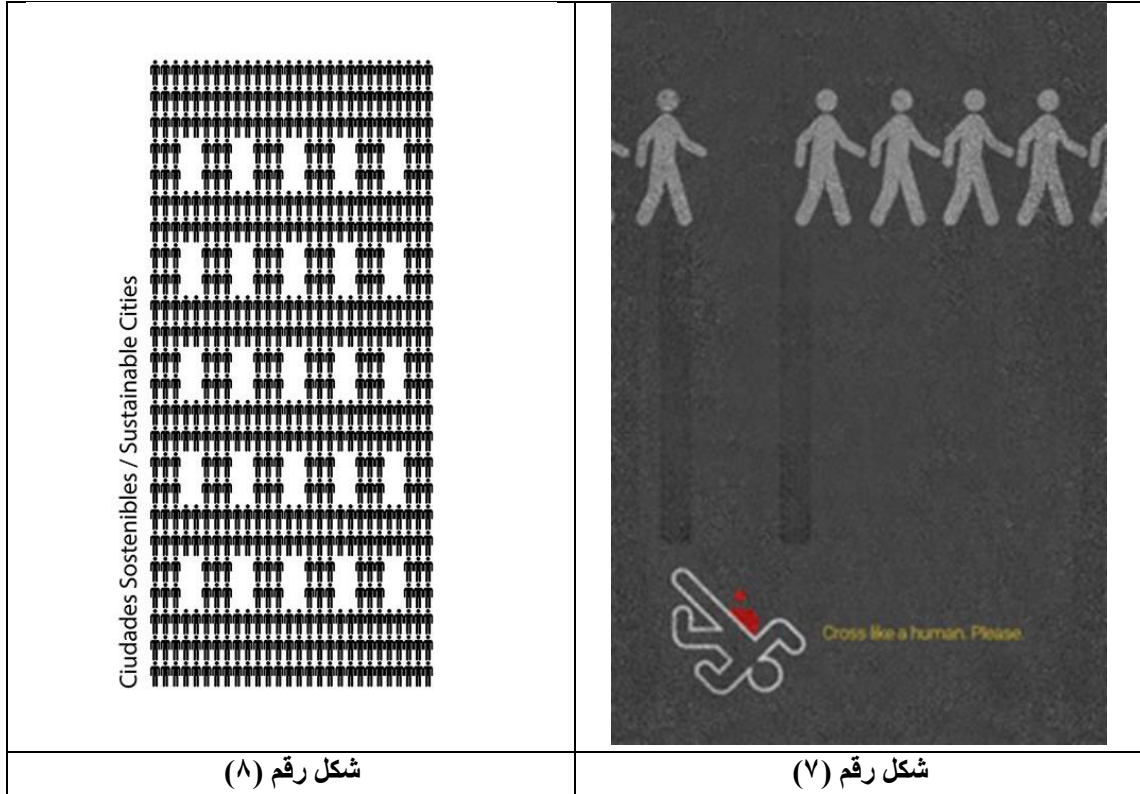 Cross like a human. Please.
Ciudades Sostenibles / Sustainable Cities
شكل رقم (٧)
شكل رقم (٨)